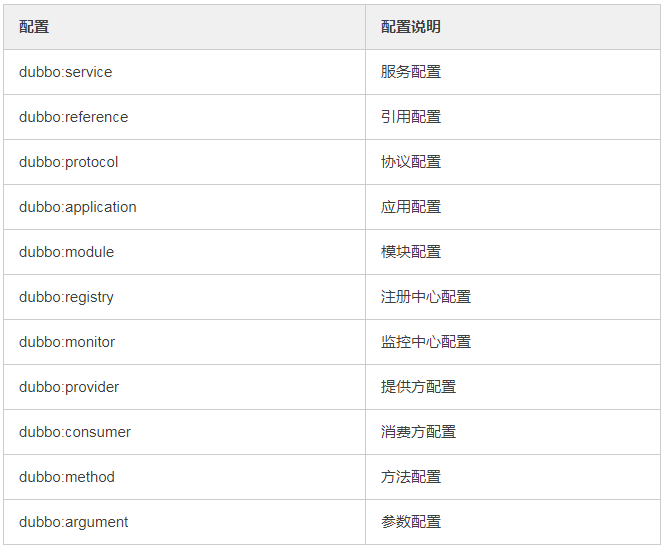 配置 配置说明
dubbo:service 服务配置
dubbo:reference 引用配置
dubbo:protocol 协议配置
dubbo:application 应用配置
dubbo:module 模块配置
dubbo:registry 注册中心配置
dubbo:monitor 监控中心配置
dubbo:provider 提供方配置
dubbo:consumer 消费方配置
dubbo:method 方法配置
dubbo:argument 参数配置